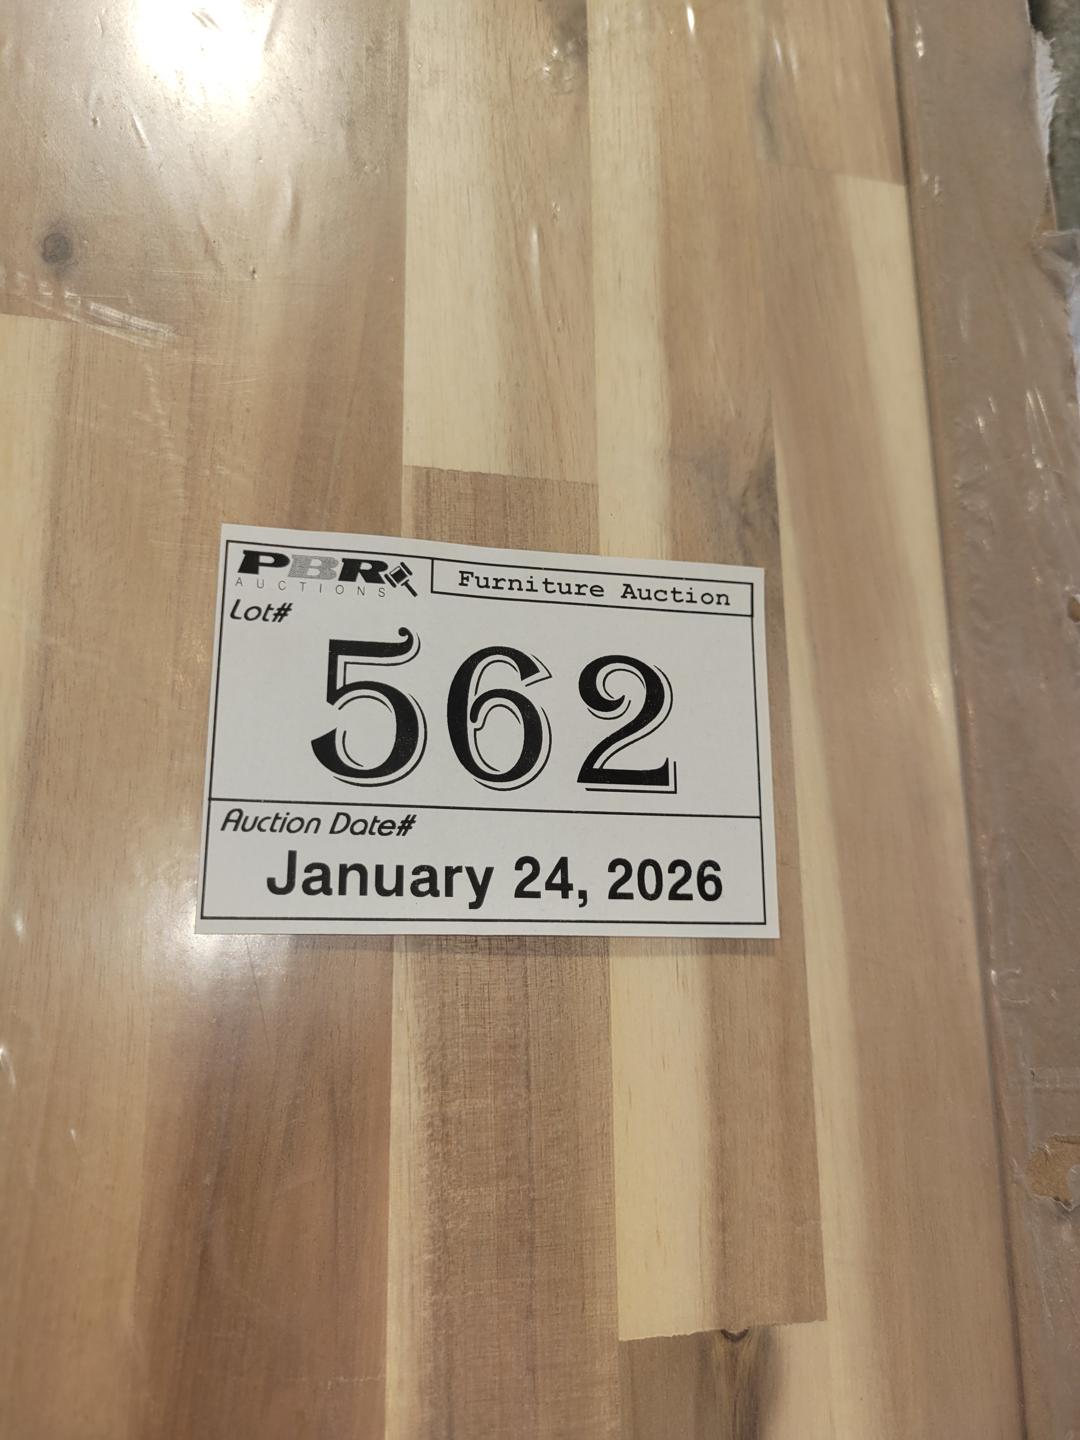 PBR
AUCTIONS
Furniture Auction
Lot#
562
Auction Date#
January 24, 2026